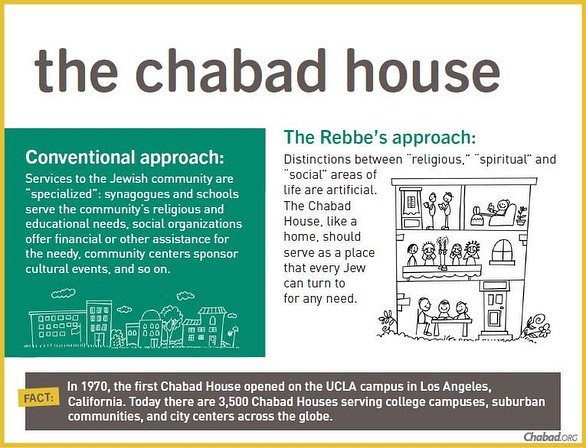 the chabad house
Conventional approach:
Services to the Jewish community are
"specialized": synagogues and schools
serve the community's religious and
educational needs, social organizations
offer financial or other assistance for
the needy, community centers sponsor
cultural events, and so on.
The Rebbe's approach:
Distinctions between "religious," "spiritual" and
"social" areas of
life are artificial.
The Chabad
House, like a
home, should
serve as a place
that every Jew
can turn to
for any need.
FACT:
In 1970, the first Chabad House opened on the UCLA campus in Los Angeles,
California. Today there are 3,500 Chabad Houses serving college campuses, suburban
communities, and city centers across the globe.
Chabad.ORG